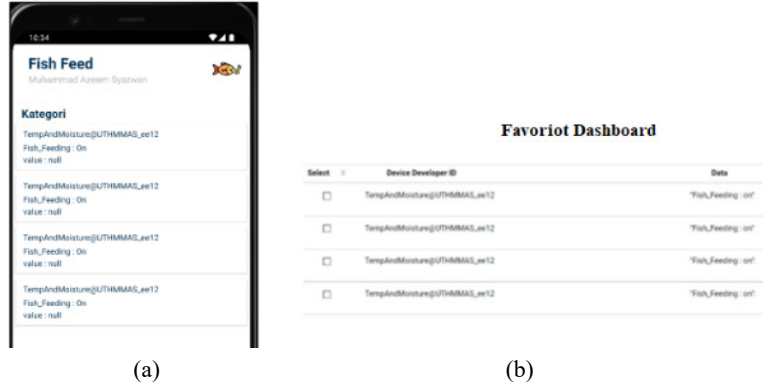 10:34
Fish Feed
Muhammad Azeem Syazwan
Kategori
TempAndMoisture@UTHMMAS_ee12
Fish_Feeding : On
value : null
TempAndMoisture@UTHMMAS_ee12
Fish_Feeding : On
value : null
TempAndMoisture@UTHMMAS_ee12
Fish_Feeding : On
value : null
TempAndMoisture@UTHMMAS_ee12
Fish_Feeding : On
value : null
(a)
Favoriot Dashboard
Select Device Developer ID Data
TempAndMoisture@UTHMMAS_ee12 "Fish_Feeding : on"
TempAndMoisture@UTHMMAS_ee12 "Fish_Feeding : on"
TempAndMoisture@UTHMMAS_ee12 "Fish_Feeding : on"
TempAndMoisture@UTHMMAS_ee12 "Fish_Feeding : on"
(b)